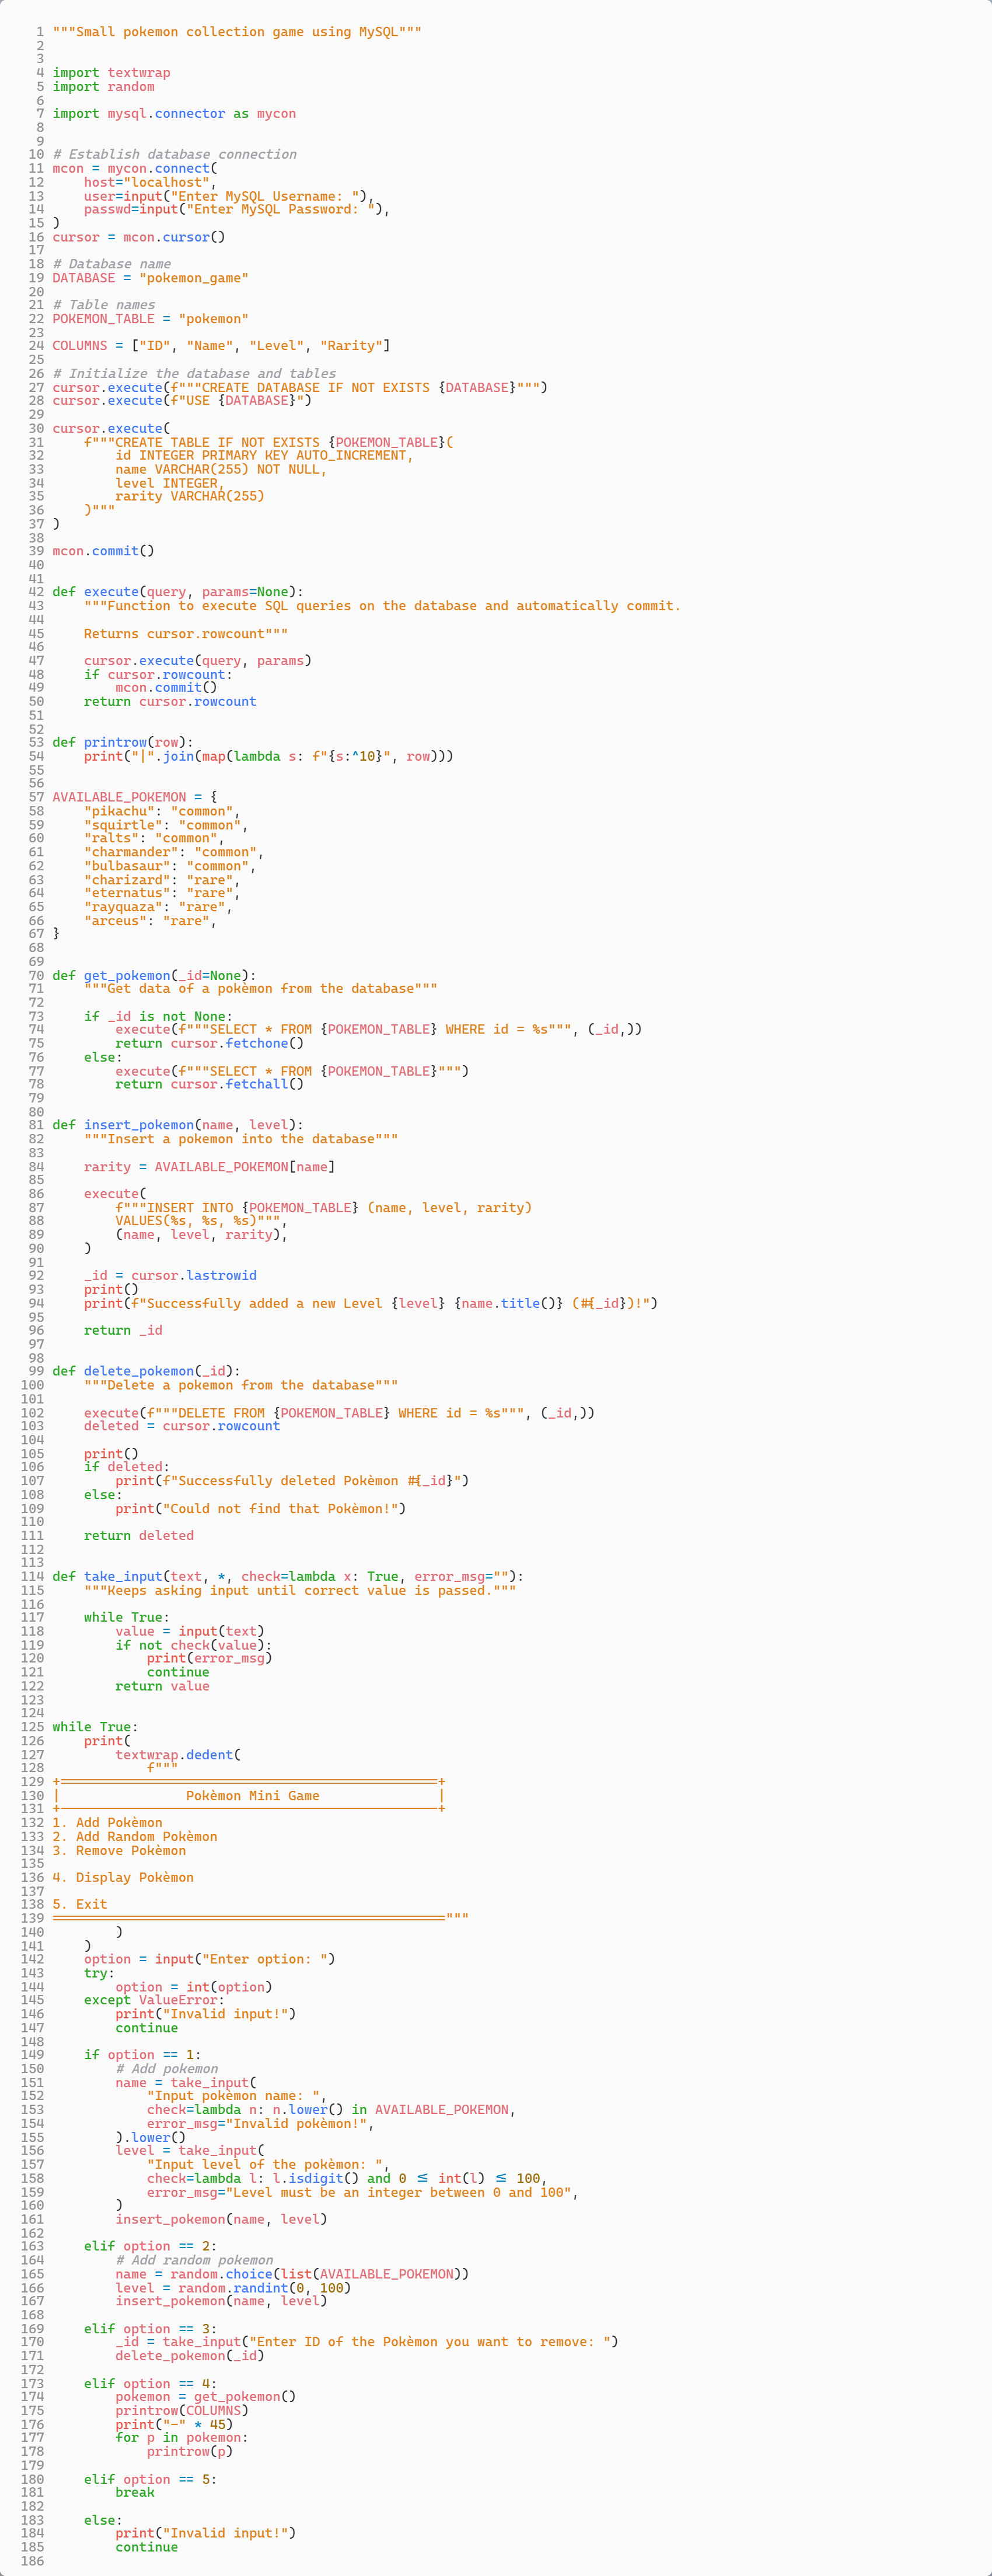 1 """Small pokemon collection game using MySQL"""
2
3
4 import textwrap
5 import random
6
7 import mysql.connector as mycon
8
9
10 # Establish database connection
11 mcon = mycon.connect(
12     host="localhost",
13     user=input("Enter MySQL Username: "),
14     passwd=input("Enter MySQL Password: "),
15 )
16 cursor = mcon.cursor()
17
18 # Database name
19 DATABASE = "pokemon_game"
20
21 # Table names
22 POKEMON_TABLE = "pokemon"
23
24 COLUMNS = ["ID", "Name", "Level", "Rarity"]
25
26 # Initialize the database and tables
27 cursor.execute(f"""CREATE DATABASE IF NOT EXISTS {DATABASE}""")
28 cursor.execute(f"USE {DATABASE}")
29
30 cursor.execute(
31     f"""CREATE TABLE IF NOT EXISTS {POKEMON_TABLE}(
32         id INTEGER PRIMARY KEY AUTO_INCREMENT,
33         name VARCHAR(255) NOT NULL,
34         level INTEGER,
35         rarity VARCHAR(255)
36     )"""
37 )
38
39 mcon.commit()
40
41
42 def execute(query, params=None):
43     """Function to execute SQL queries on the database and automatically commit.
44
45     Returns cursor.rowcount"""
46
47     cursor.execute(query, params)
48     if cursor.rowcount:
49         mcon.commit()
50     return cursor.rowcount
51
52
53 def printrow(row):
54     print("|".join(map(lambda s: f"{s:^10}", row)))
55
56
57 AVAILABLE_POKEMON = {
58     "pikachu": "common",
59     "squirtle": "common",
60     "ralts": "common",
61     "charmander": "common",
62     "bulbasaur": "common",
63     "charizard": "rare",
64     "eternatus": "rare",
65     "rayquaza": "rare",
66     "arceus": "rare",
67 }
68
69
70 def get_pokemon(_id=None):
71     """Get data of a pokèmon from the database"""
72
73     if _id is not None:
74         execute(f"""SELECT * FROM {POKEMON_TABLE} WHERE id = %s""", (_id,))
75         return cursor.fetchone()
76     else:
77         execute(f"""SELECT * FROM {POKEMON_TABLE}""")
78         return cursor.fetchall()
79
80
81 def insert_pokemon(name, level):
82     """Insert a pokemon into the database"""
83
84     rarity = AVAILABLE_POKEMON[name]
85
86     execute(
87         f"""INSERT INTO {POKEMON_TABLE} (name, level, rarity)
88         VALUES(%s, %s, %s)""",
89         (name, level, rarity),
90     )
91
92     _id = cursor.lastrowid
93     print()
94     print(f"Successfully added a new Level {level} {name.title()} (#{_id})!")
95
96     return _id
97
98
99 def delete_pokemon(_id):
100     """Delete a pokemon from the database"""
101
102     execute(f"""DELETE FROM {POKEMON_TABLE} WHERE id = %s""", (_id,))
103     deleted = cursor.rowcount
104
105     print()
106     if deleted:
107         print(f"Successfully deleted Pokèmon #{_id}")
108     else:
109         print("Could not find that Pokèmon!")
110
111     return deleted
112
113
114 def take_input(text, *, check=lambda x: True, error_msg=""):
115     """Keeps asking input until correct value is passed."""
116
117     while True:
118         value = input(text)
119         if not check(value):
120             print(error_msg)
121             continue
122         return value
123
124
125 while True:
126     print(
127         textwrap.dedent(
128             f"""
129 +================================================+
130 |                Pokèmon Mini Game               |
131 +------------------------------------------------+
132 1. Add Pokèmon
133 2. Add Random Pokèmon
134 3. Remove Pokèmon
135
136 4. Display Pokèmon
137
138 5. Exit
139 =================================================="""
140         )
141     )
142     option = input("Enter option: ")
143     try:
144         option = int(option)
145     except ValueError:
146         print("Invalid input!")
147         continue
148
149     if option == 1:
150         # Add pokemon
151         name = take_input(
152             "Input pokèmon name: ",
153             check=lambda n: n.lower() in AVAILABLE_POKEMON,
154             error_msg="Invalid pokèmon!",
155         ).lower()
156         level = take_input(
157             "Input level of the pokèmon: ",
158             check=lambda l: l.isdigit() and 0 <= int(l) <= 100,
159             error_msg="Level must be an integer between 0 and 100",
160         )
161         insert_pokemon(name, level)
162
163     elif option == 2:
164         # Add random pokemon
165         name = random.choice(list(AVAILABLE_POKEMON))
166         level = random.randint(0, 100)
167         insert_pokemon(name, level)
168
169     elif option == 3:
170         _id = take_input("Enter ID of the Pokèmon you want to remove: ")
171         delete_pokemon(_id)
172
173     elif option == 4:
174         pokemon = get_pokemon()
175         printrow(COLUMNS)
176         print("-" * 45)
177         for p in pokemon:
178             printrow(p)
179
180     elif option == 5:
181         break
182
183     else:
184         print("Invalid input!")
185         continue
186